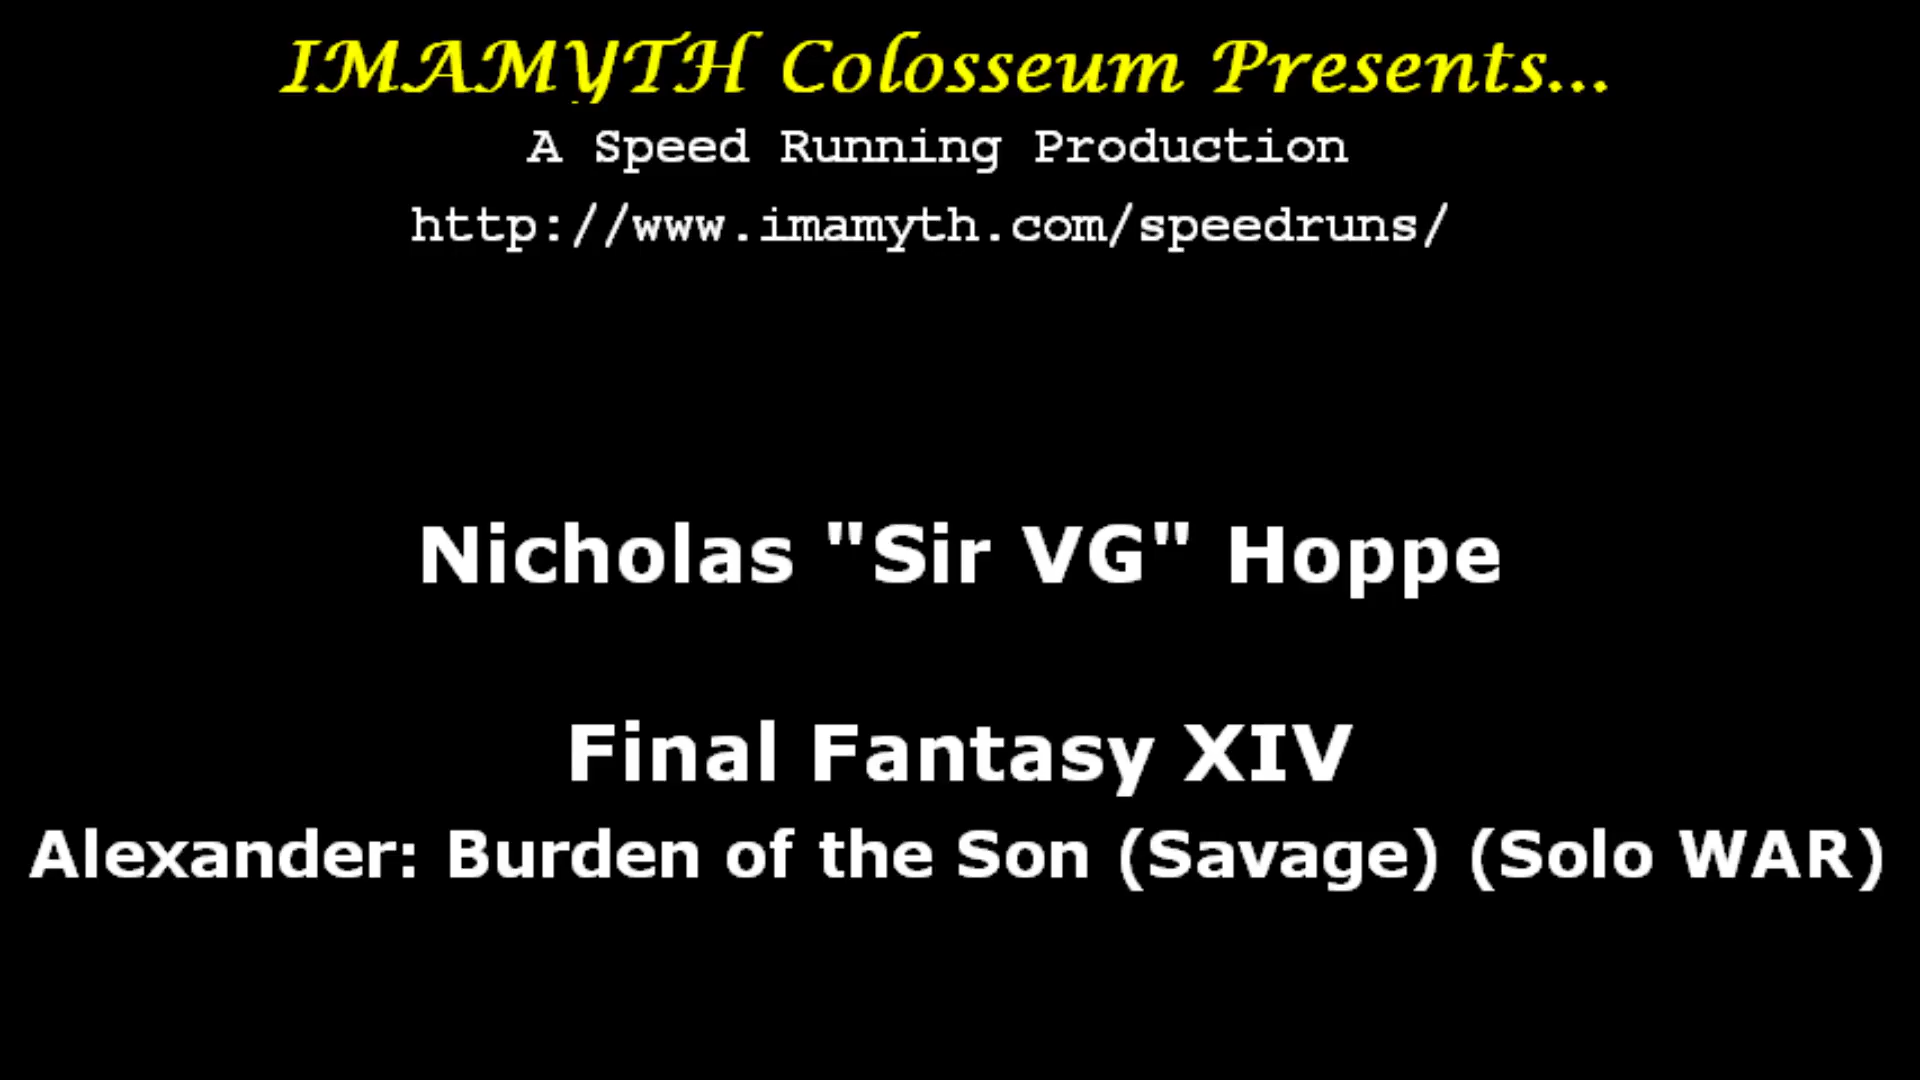 IMAMYTH Colosseum Presents...
A Speed Running Production
http://www.imamyth.com/speedruns/
Nicholas "Sir VG" Hoppe
Final Fantasy XIV
Alexander: Burden of the Son (Savage) (Solo WAR)